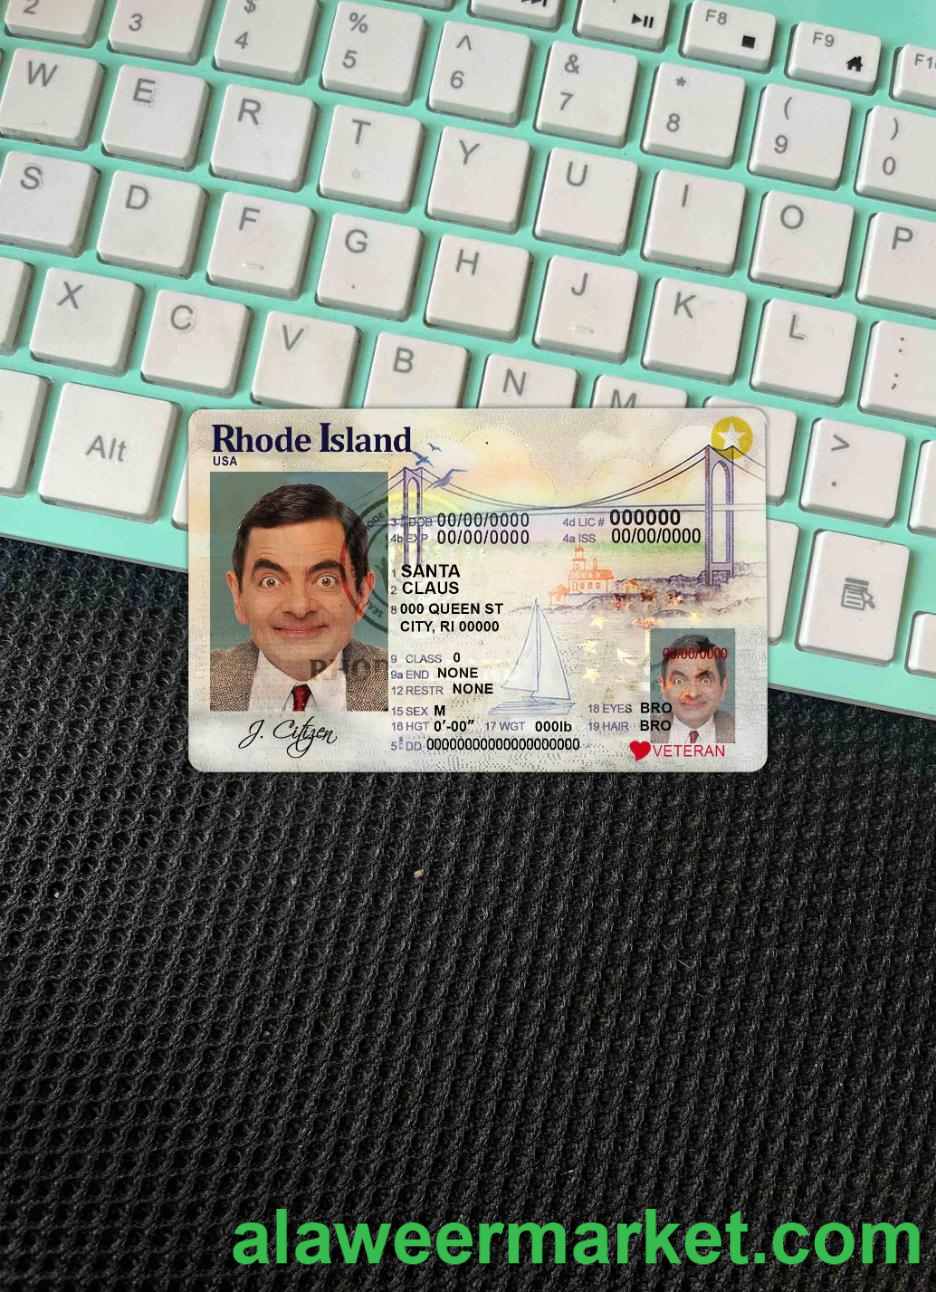 2 3 $ 4 % 5 ^ 6 & 7 * 8 ( 9 ) 0
F8 F9
W E R T Y U I O P
S D F G H J K L : ;
X C V B N M > .
Alt
Rhode Island
USA
3 DOB 00/00/0000 4d LIC # 000000
4b EXP 00/00/0000 4a ISS 00/00/0000
1 SANTA
2 CLAUS
8 000 QUEEN ST
CITY, RI 00000
9 CLASS 0
9a END NONE
12 RESTR NONE
15 SEX M 18 EYES BRO
16 HGT 0'-00" 17 WGT 000lb 19 HAIR BRO
5 DD 00000000000000000000
J. Citizen
00/00/0000
VETERAN
alaweermarket.com